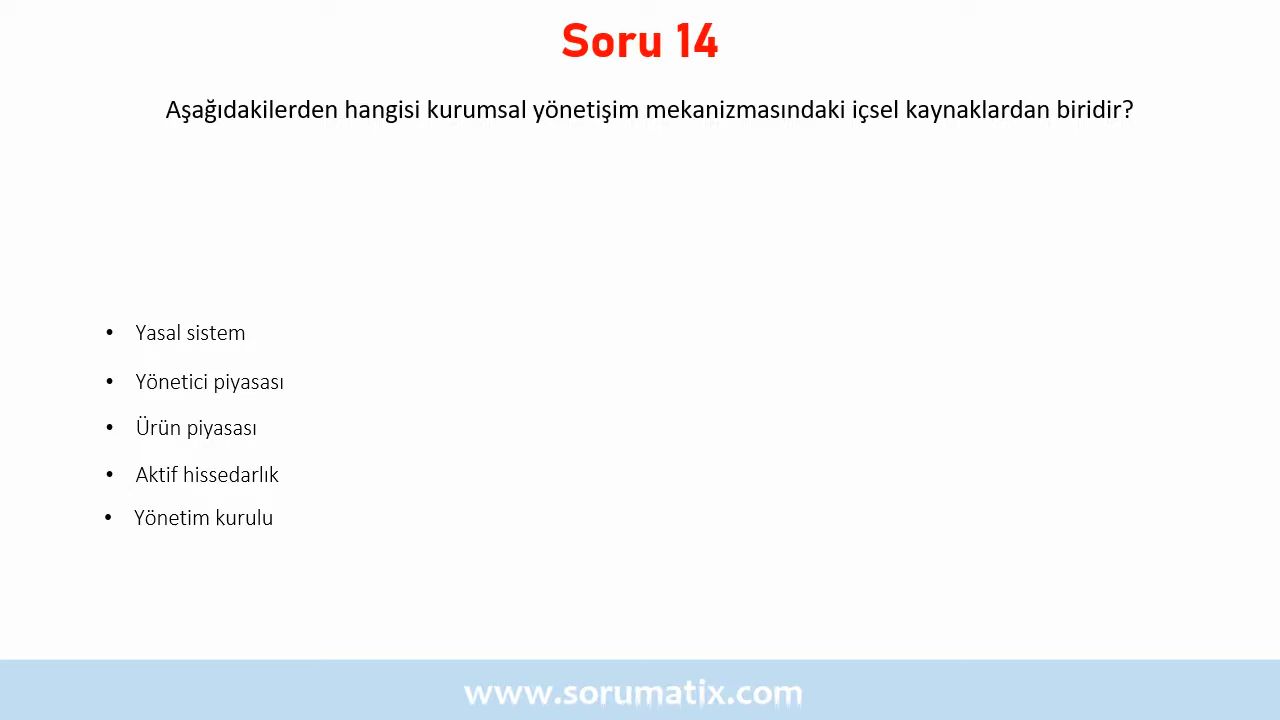 Soru 14
Aşağıdakilerden hangisi kurumsal yönetişim mekanizmasındaki içsel kaynaklardan biridir?
• Yasal sistem
• Yönetici piyasası
• Ürün piyasası
• Aktif hissedarlık
• Yönetim kurulu
www.sorumatix.com